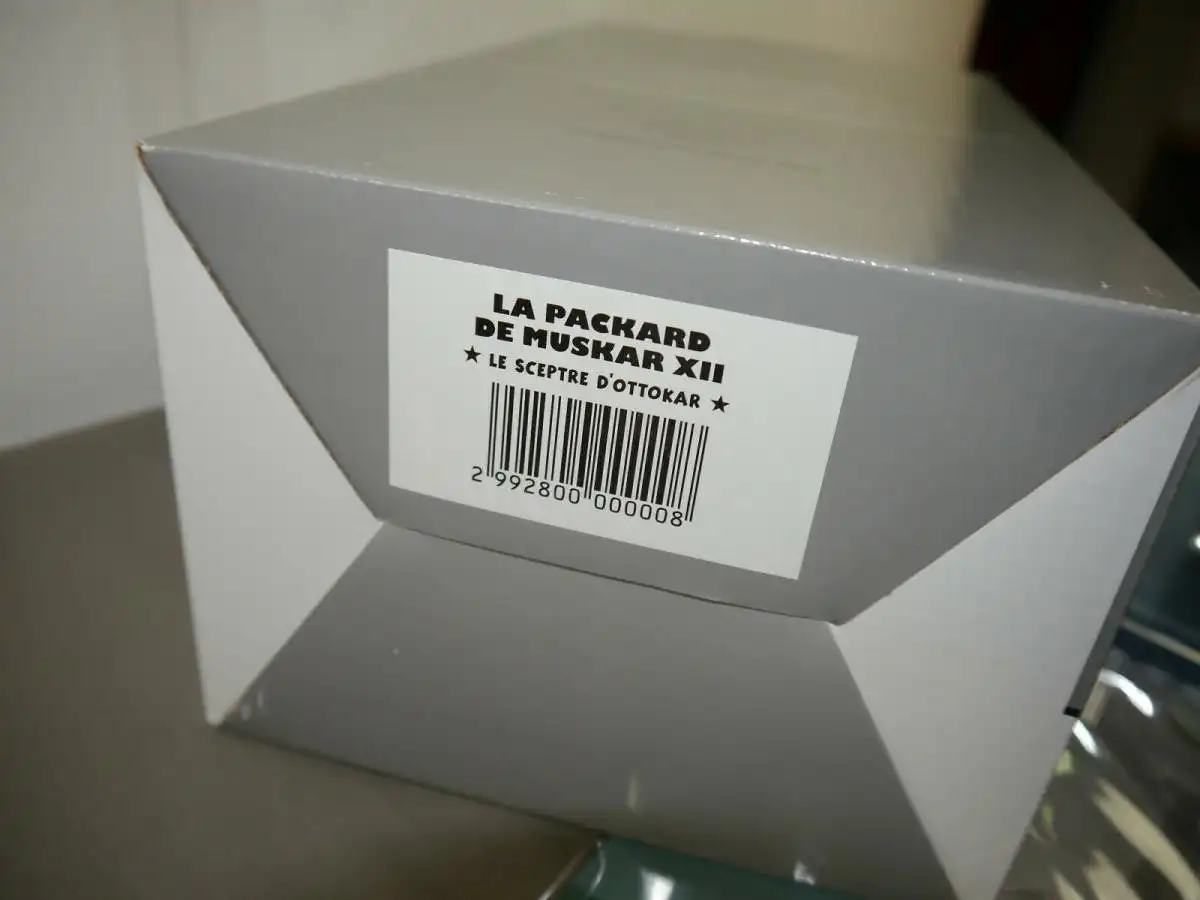 LA PACKARD
DE MUSKAR XII
★ LE SCEPTRE D'OTTOKAR ★
2 992800 000008